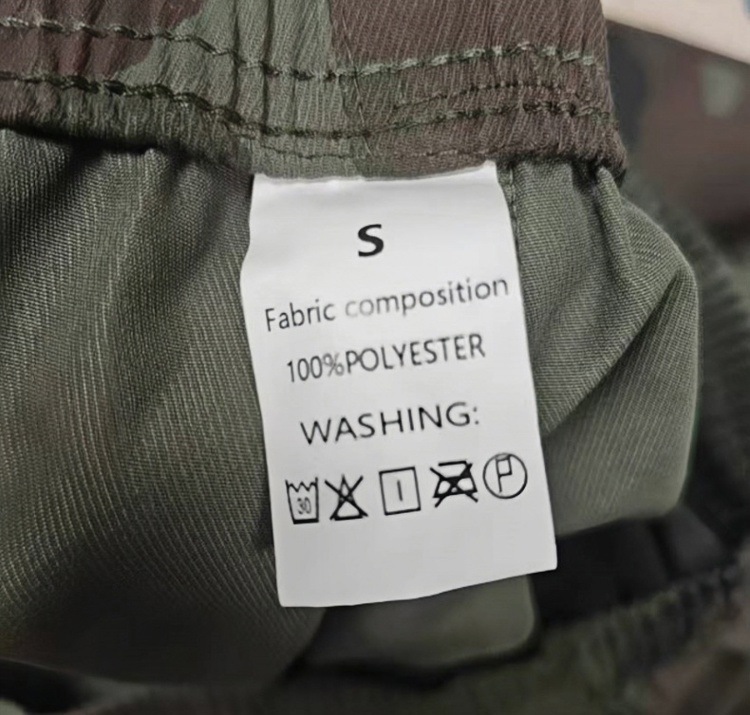 S
Fabric composition
100%POLYESTER
WASHING:
30 P